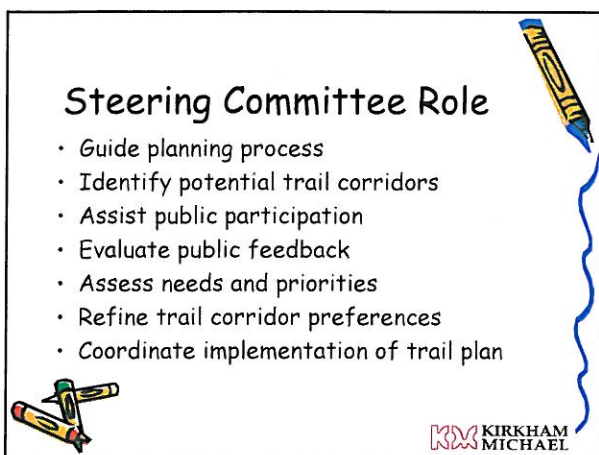 Steering Committee Role
· Guide planning process
· Identify potential trail corridors
· Assist public participation
· Evaluate public feedback
· Assess needs and priorities
· Refine trail corridor preferences
· Coordinate implementation of trail plan
KM KIRKHAM
MICHAEL